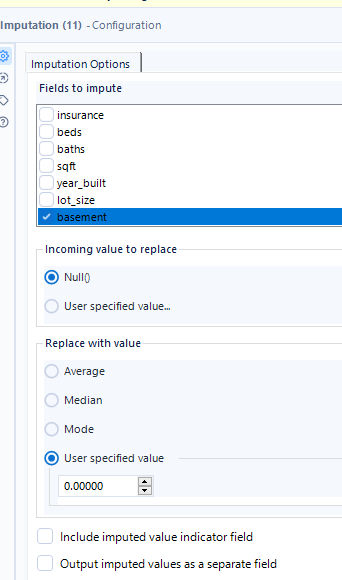 Imputation (11) - Configuration
Imputation Options
Fields to impute
insurance
beds
baths
sqft
year_built
lot_size
basement
Incoming value to replace
Null()
User specified value...
Replace with value
Average
Median
Mode
User specified value
0.00000
Include imputed value indicator field
Output imputed values as a separate field